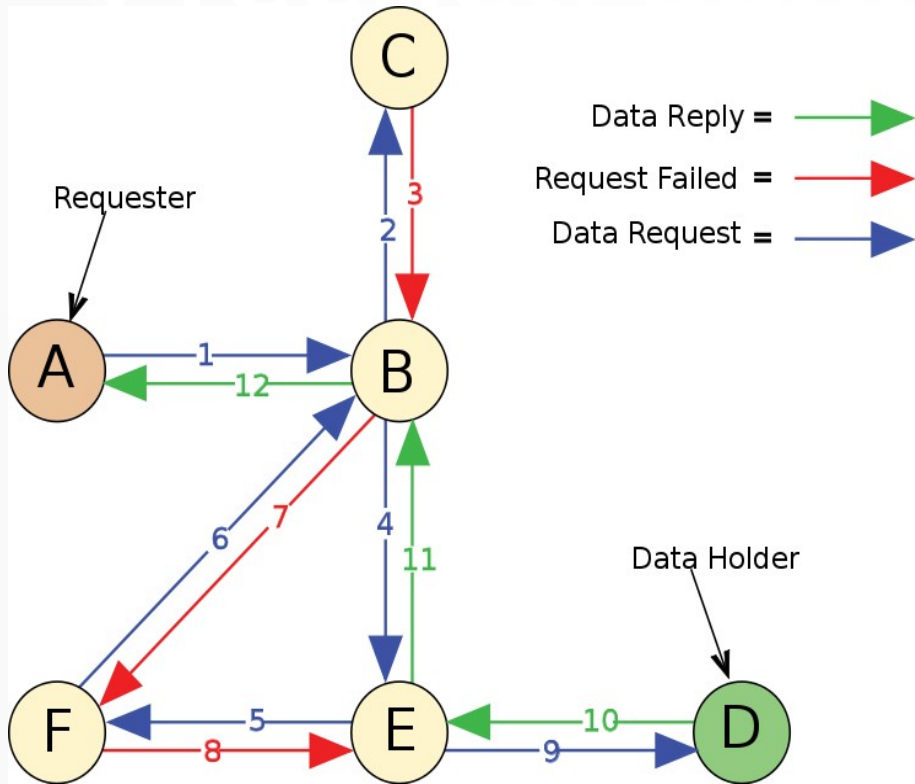 C
Data Reply =
Request Failed =
Data Request =
Requester
3
2
A
1
12
B
6
7
4
11
Data Holder
F
5
8
E
10
9
D